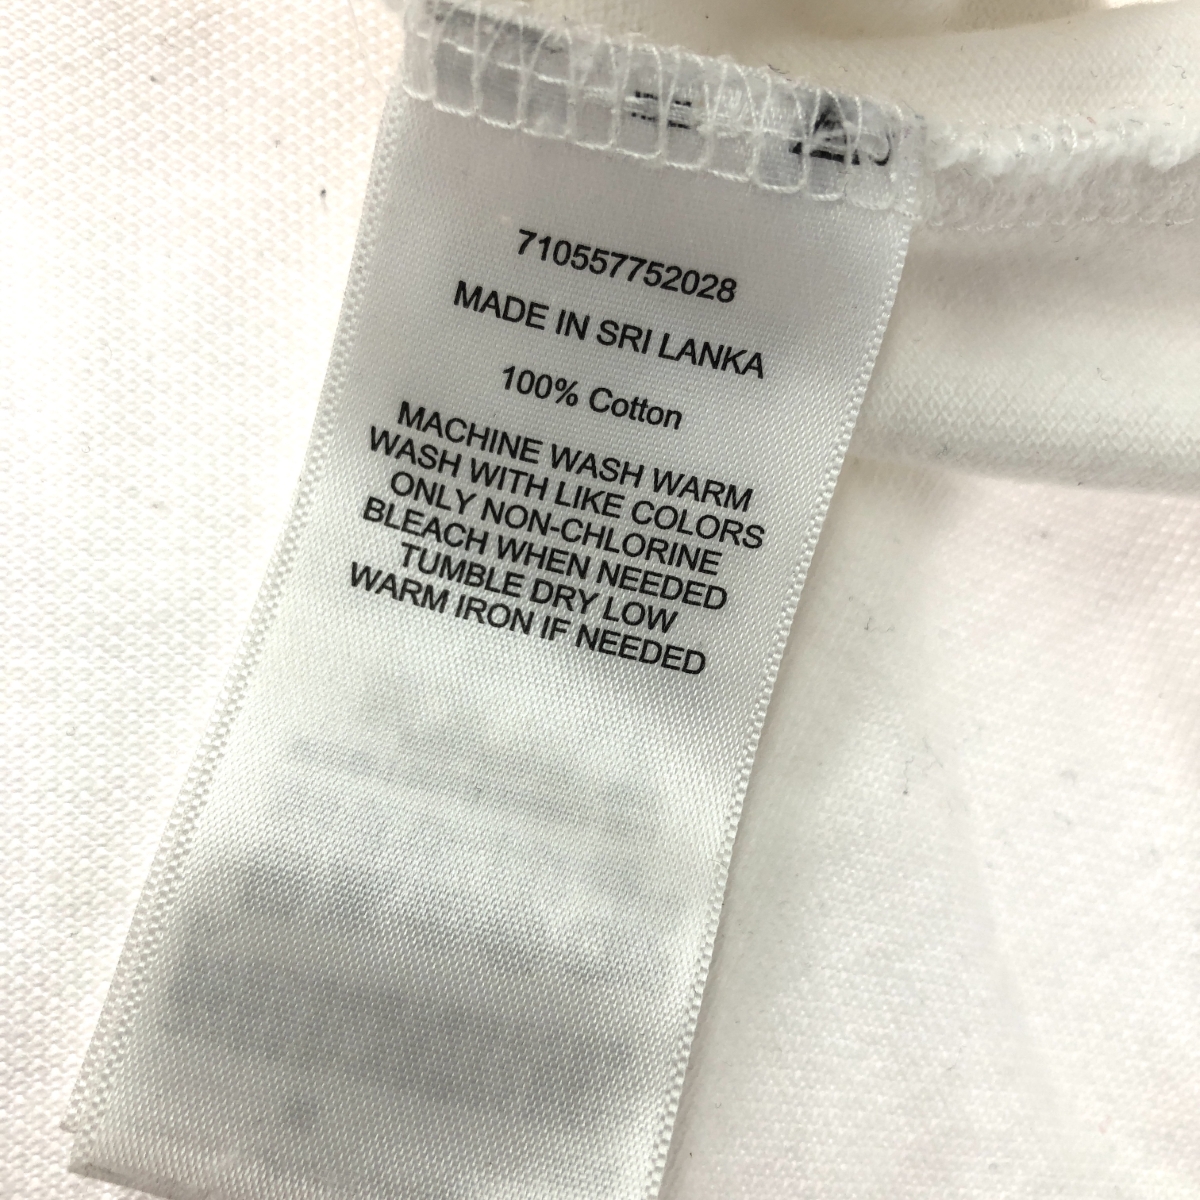 710557752028
MADE IN SRI LANKA
100% Cotton
MACHINE WASH WARM
WASH WITH LIKE COLORS
ONLY NON-CHLORINE
BLEACH WHEN NEEDED
TUMBLE DRY LOW
WARM IRON IF NEEDED